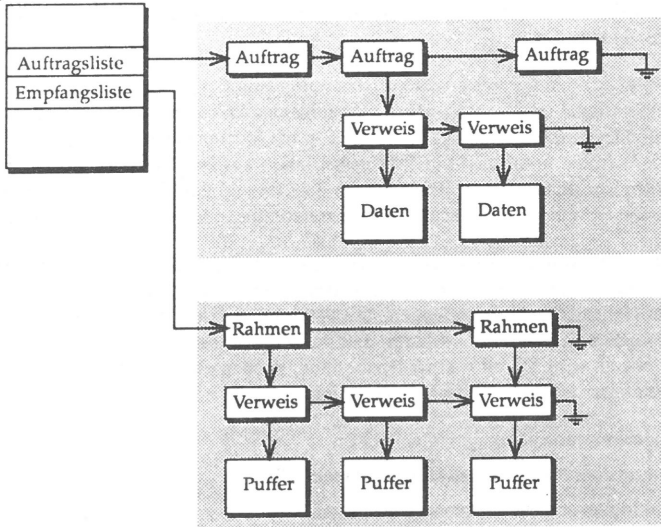 Auftragsliste
Empfangsliste
Auftrag Auftrag Auftrag
Verweis Verweis
Daten Daten
Rahmen Rahmen
Verweis Verweis Verweis
Puffer Puffer Puffer